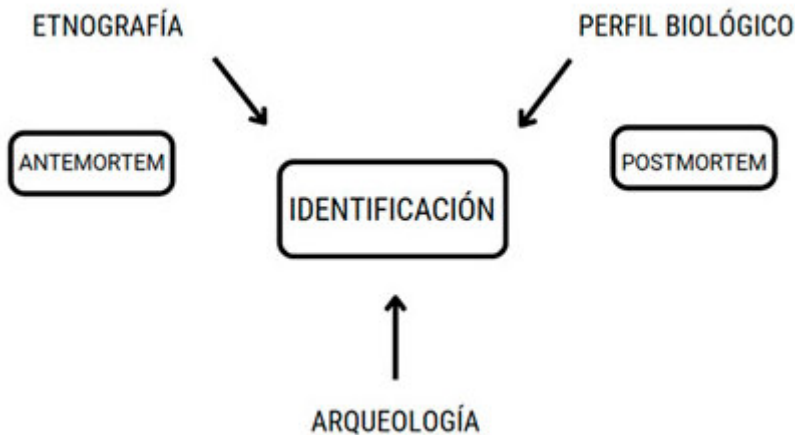 ETNOGRAFÍA
PERFIL BIOLÓGICO
ANTEMORTEM
POSTMORTEM
IDENTIFICACIÓN
ARQUEOLOGÍA